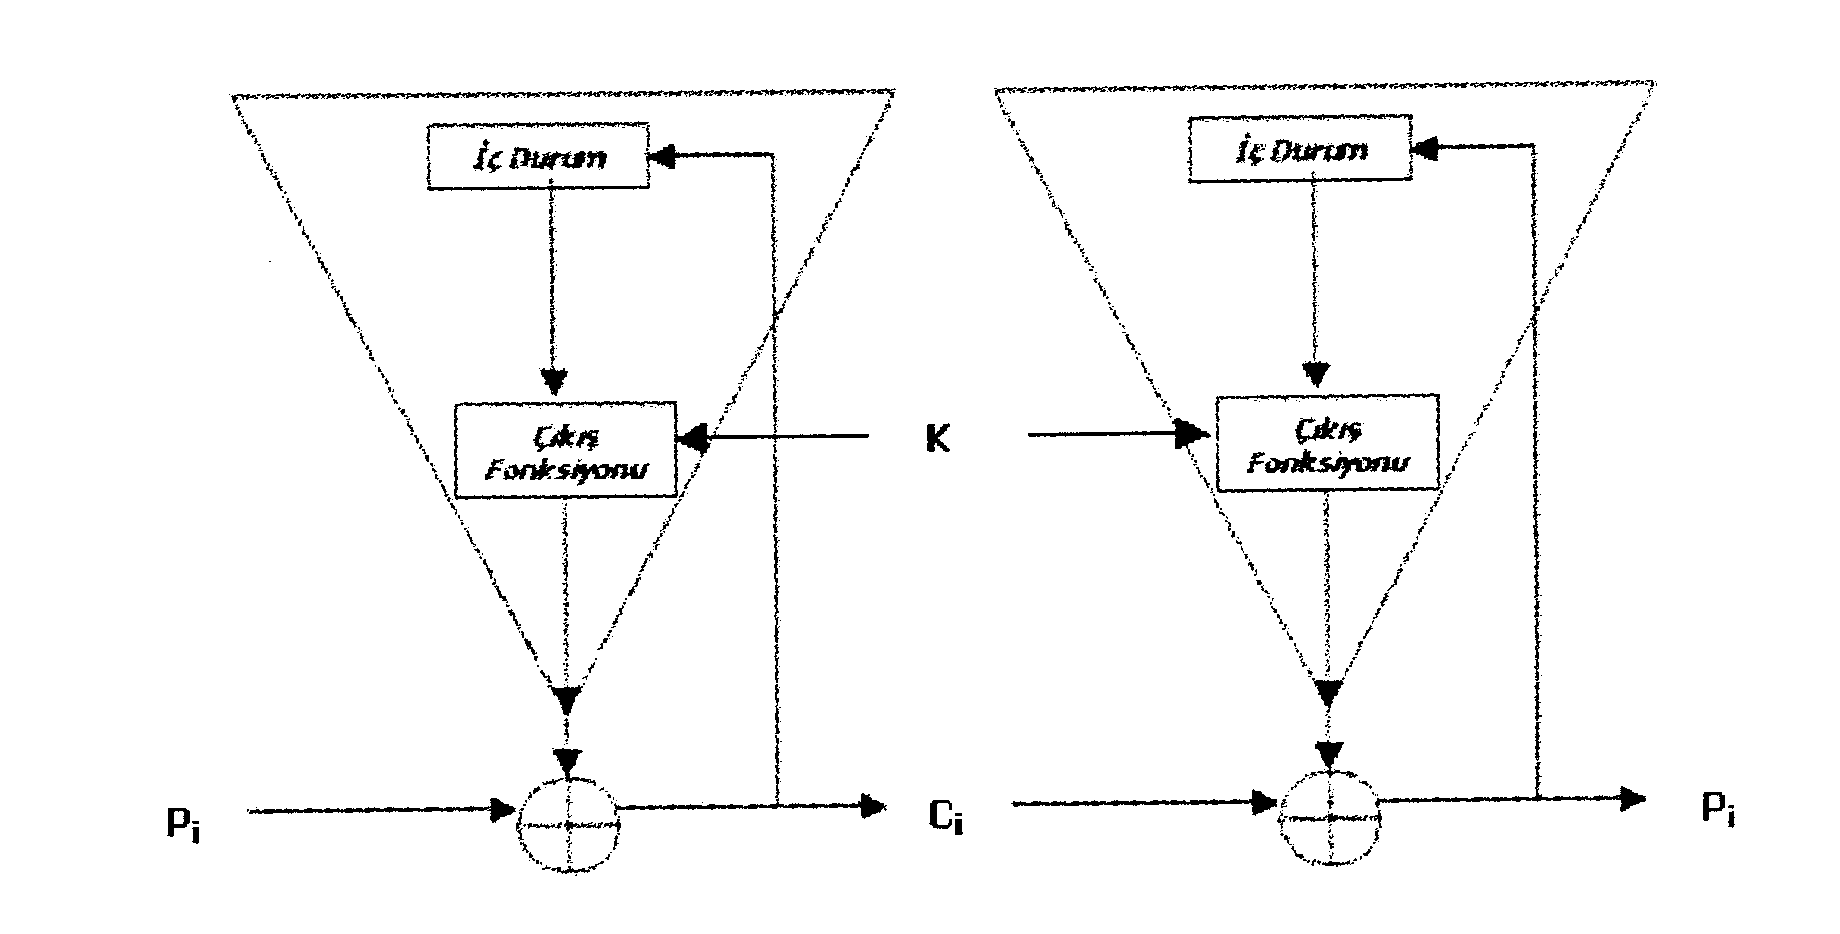 İç Durum
İç Durum
Çıkış
Fonksiyonu
K
Çıkış
Fonksiyonu
Pi
Ci
Pi